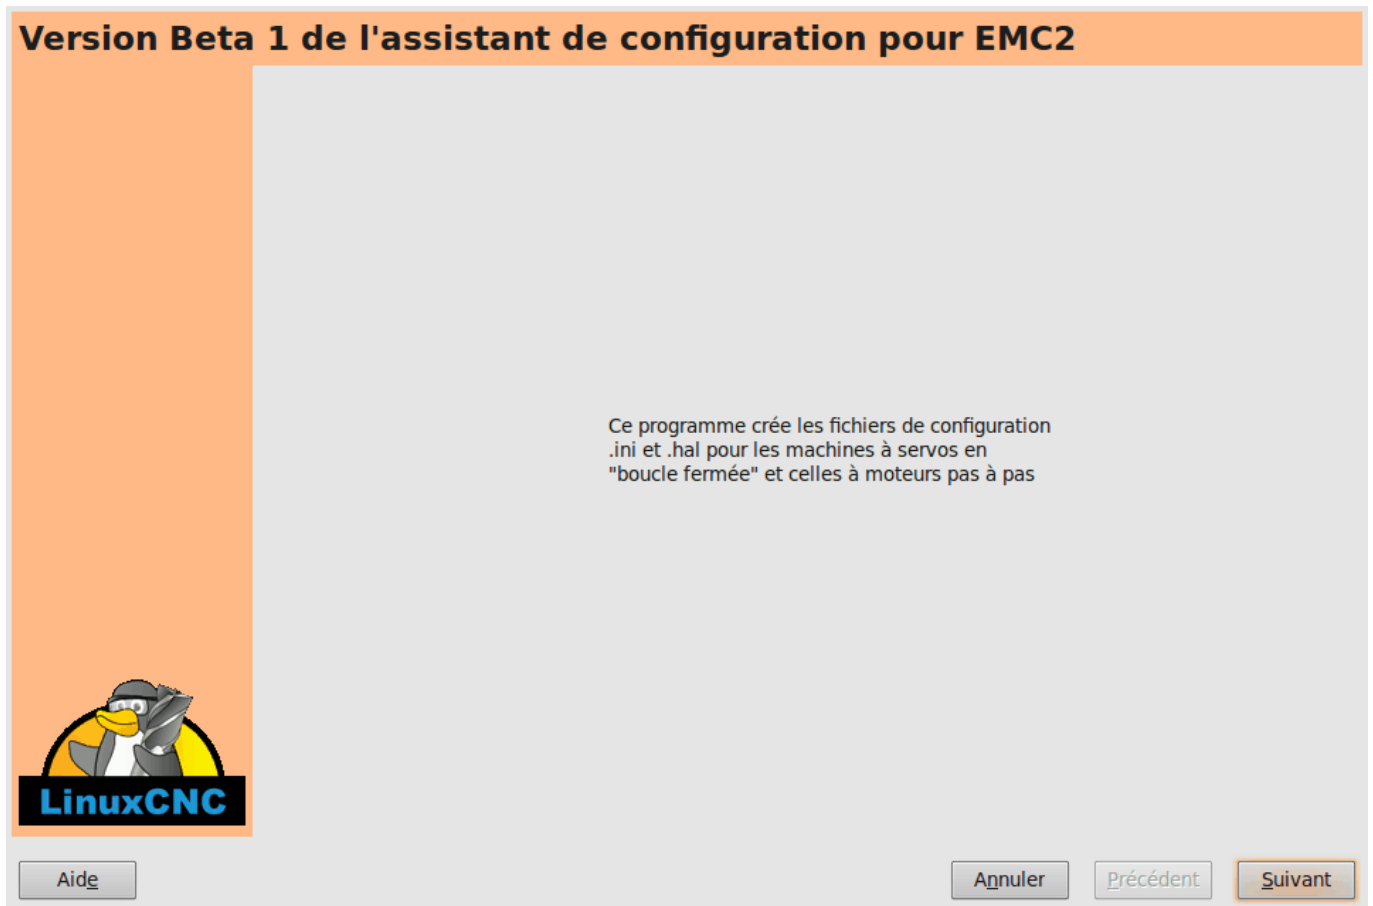 Version Beta 1 de l'assistant de configuration pour EMC2
Ce programme crée les fichiers de configuration
.ini et .hal pour les machines à servos en
"boucle fermée" et celles à moteurs pas à pas
LinuxCNC
Aide
Annuler
Précédent
Suivant